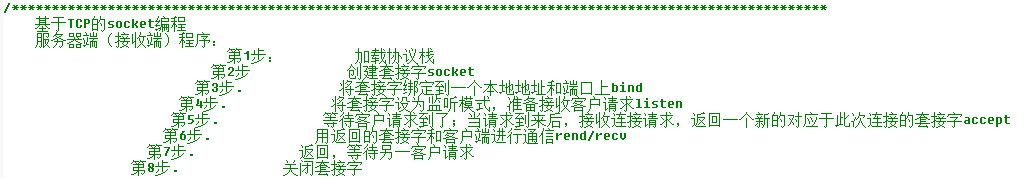 /******************************************************************************************************
基于TCP的socket编程
服务器端（接收端）程序：
第1步： 加载协议栈
第2步 创建套接字socket
第3步. 将套接字绑定到一个本地地址和端口上bind
第4步. 将套接字设为监听模式，准备接收客户请求listen
第5步. 等待客户请求到了；当请求到来后，接收连接请求，返回一个新的对应于此次连接的套接字accept
第6步. 用返回的套接字和客户端进行通信rend/recv
第7步. 返回，等待另一客户请求
第8步. 关闭套接字